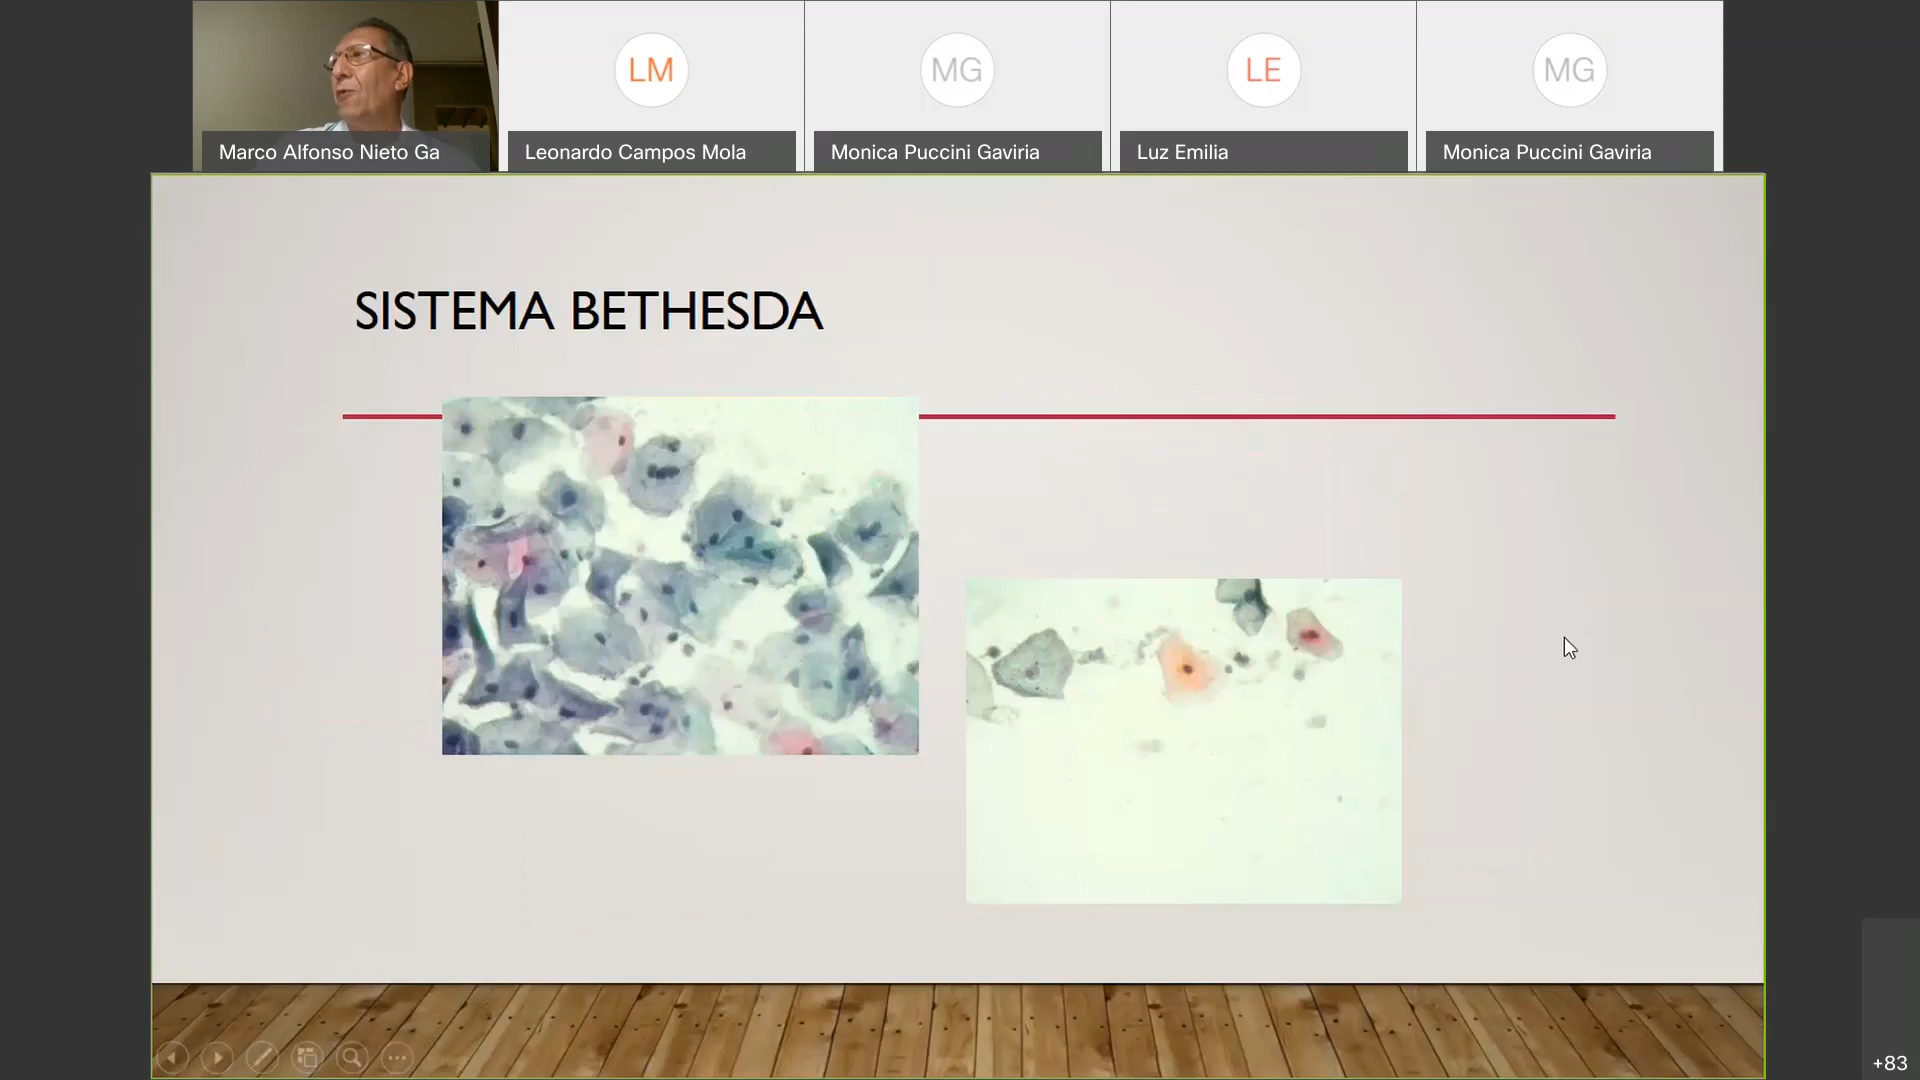 LM
MG
LE
MG
Marco Alfonso Nieto Ga
Leonardo Campos Mola
Monica Puccini Gaviria
Luz Emilia
Monica Puccini Gaviria
SISTEMA BETHESDA
+83